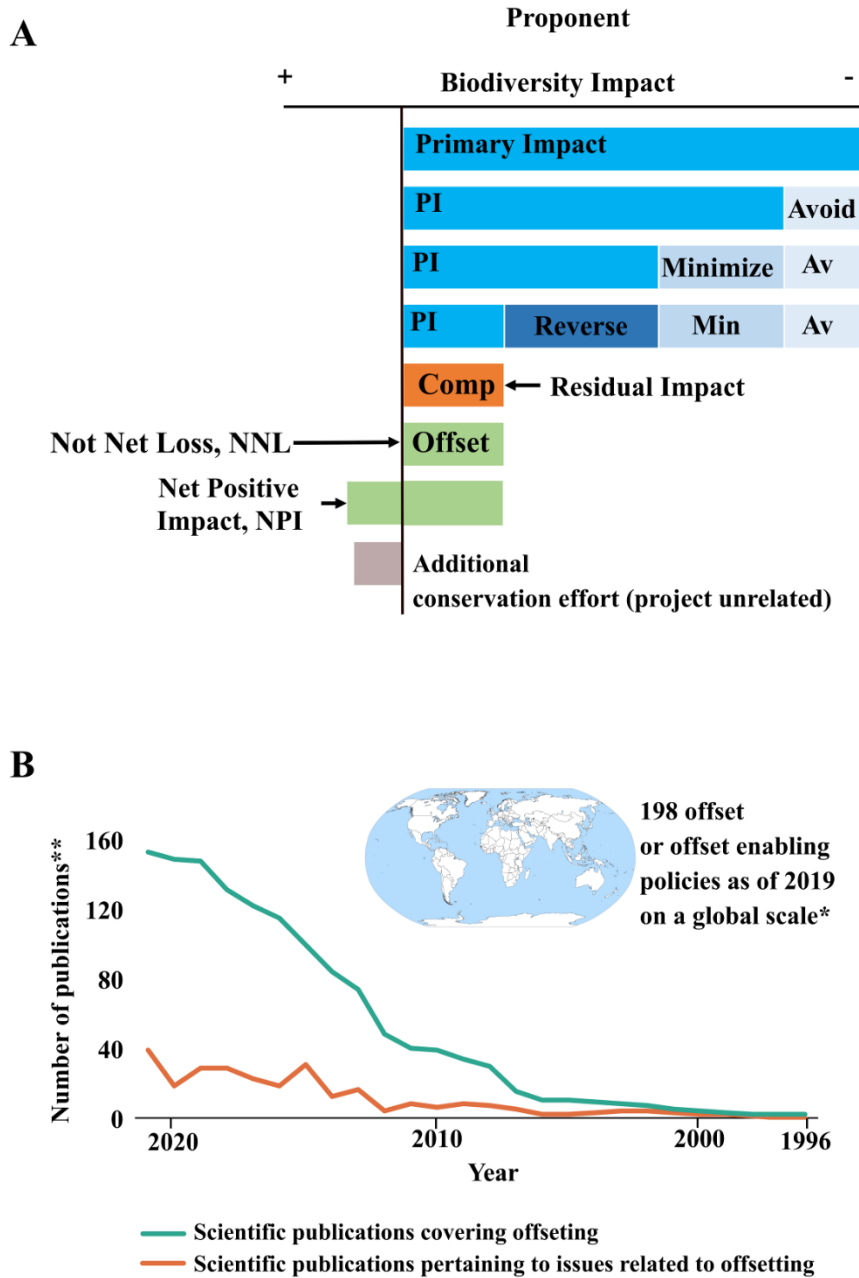 A
Proponent
+
-
Biodiversity Impact
Primary Impact
PI
Avoid
PI
Minimize
Av
PI
Reverse
Min
Av
Comp
Residual Impact
Not Net Loss, NNL
Offset
Net Positive
Impact, NPI
Additional
conservation effort (project unrelated)
B
198 offset
or offset enabling
policies as of 2019
on a global scale*
Number of publications**
160
120
80
40
0
2020
2010
2000
1996
Year
Scientific publications covering offseting
Scientific publications pertaining to issues related to offsetting